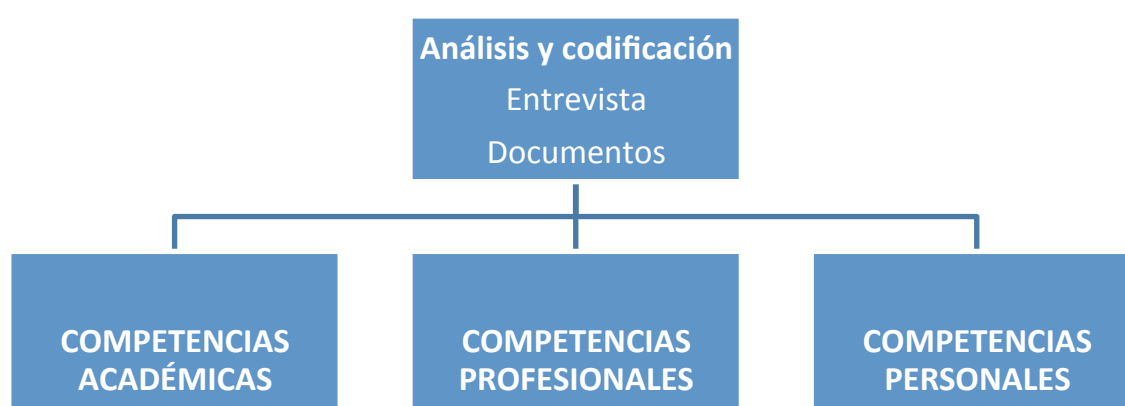 Análisis y codificación
Entrevista
Documentos
COMPETENCIAS
ACADÉMICAS
COMPETENCIAS
PROFESIONALES
COMPETENCIAS
PERSONALES